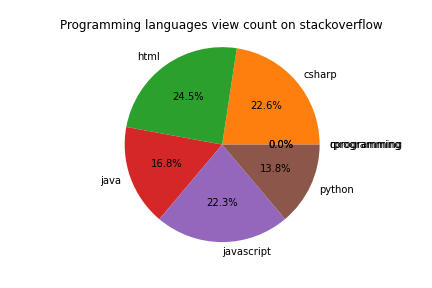 Programming languages view count on stackoverflow
html
csharp
24.5%
22.6%
0.0%
16.8%
13.8%
java
python
22.3%
javascript